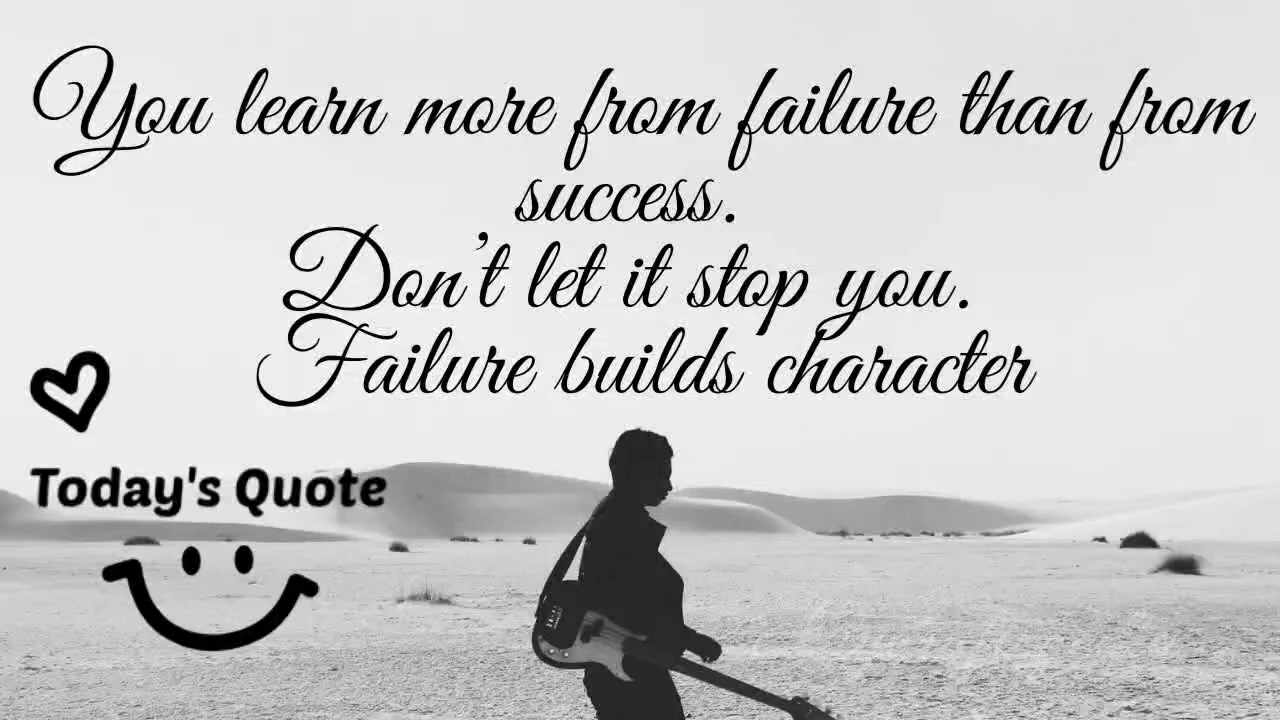 You learn more from failure than from
success.
Don't let it stop you.
Failure builds character
Today's Quote